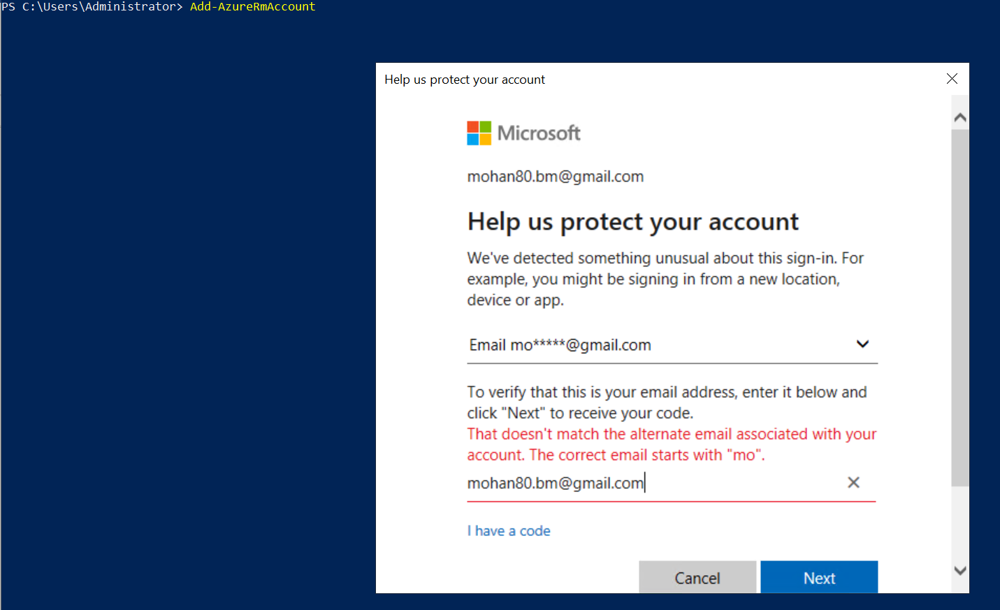 PS C:\Users\Administrator> Add-AzureRmAccount
Help us protect your account
Microsoft
mohan80.bm@gmail.com
Help us protect your account
We've detected something unusual about this sign-in. For
example, you might be signing in from a new location,
device or app.
Email mo*****@gmail.com
To verify that this is your email address, enter it below and
click "Next" to receive your code.
That doesn't match the alternate email associated with your
account. The correct email starts with "mo".
mohan80.bm@gmail.com
I have a code
Cancel
Next